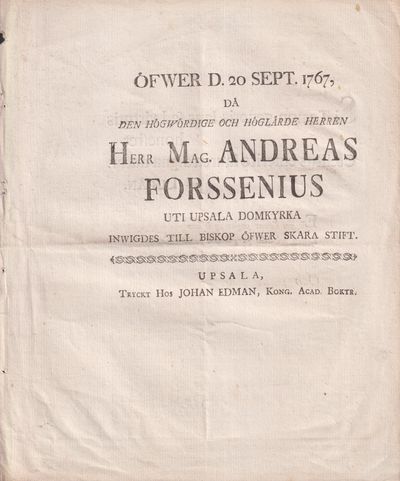 ÖFWER D. 20 SEPT. 1767,
DÅ
DEN HÖGWÖRDIGE OCH HÖGLÄRDE HERREN
HERR MAG. ANDREAS
FORSSENIUS
UTI UPSALA DOMKYRKA
INWIGDES TILL BISKOP ÖFWER SKARA STIFT.
UPSALA,
TRYCKT HOS JOHAN EDMAN, KONG. ACAD. BOKTR.